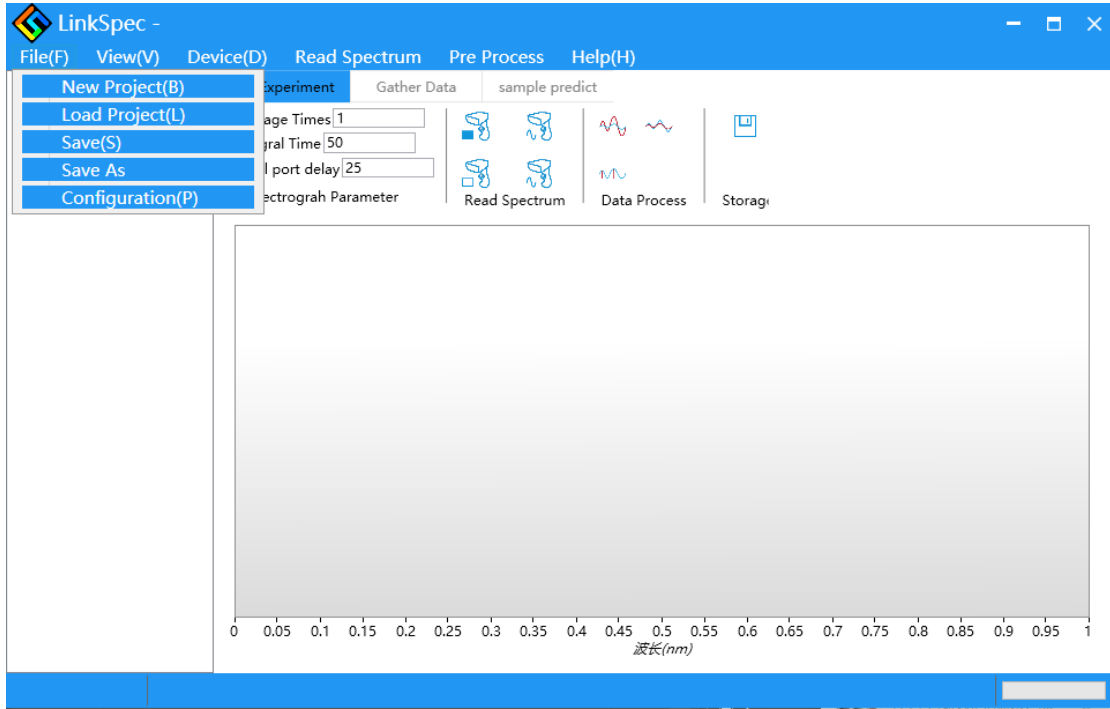 LinkSpec -
File(F) View(V) Device(D) Read Spectrum Pre Process Help(H)
New Project(B)
Load Project(L)
Save(S)
Save As
Configuration(P)
xperiment Gather Data sample predict
age Times 1
gral Time 50
l port delay 25
ectrograh Parameter Read Spectrum Data Process Storag
0 0.05 0.1 0.15 0.2 0.25 0.3 0.35 0.4 0.45 0.5 0.55 0.6 0.65 0.7 0.75 0.8 0.85 0.9 0.95 1
波长(nm)